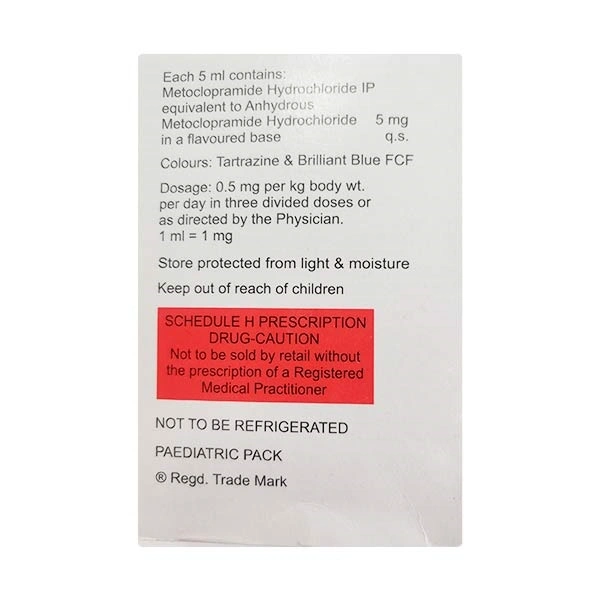 Each 5 ml contains:
Metoclopramide Hydrochloride IP
equivalent to Anhydrous
Metoclopramide Hydrochloride 5 mg
in a flavoured base q.s.
Colours: Tartrazine & Brilliant Blue FCF
Dosage: 0.5 mg per kg body wt.
per day in three divided doses or
as directed by the Physician.
1 ml = 1 mg
Store protected from light & moisture
Keep out of reach of children
SCHEDULE H PRESCRIPTION
DRUG-CAUTION
Not to be sold by retail without
the prescription of a Registered
Medical Practitioner
NOT TO BE REFRIGERATED
PAEDIATRIC PACK
® Regd. Trade Mark